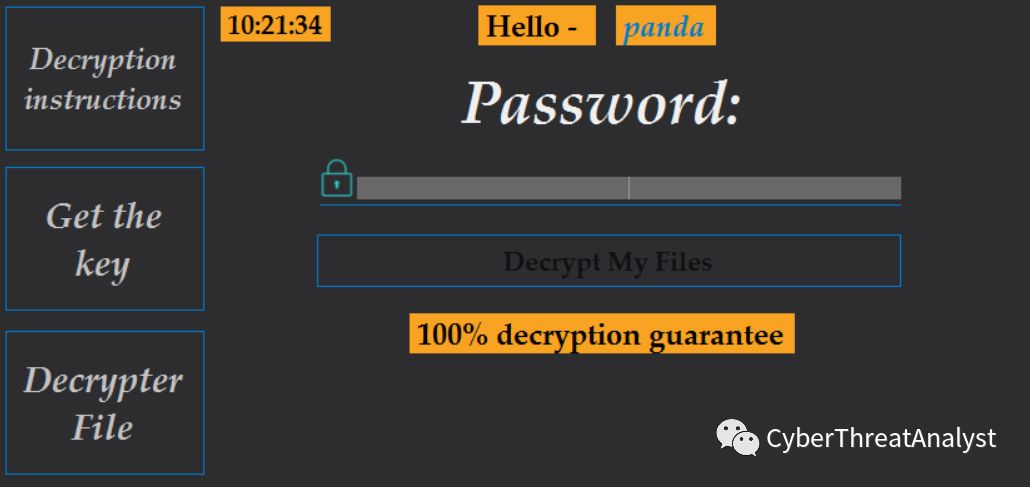 Decryption
instructions
Get the
key
Decrypter
File
10:21:34
Hello -
panda
Password:
Decrypt My Files
100% decryption guarantee
CyberThreatAnalyst